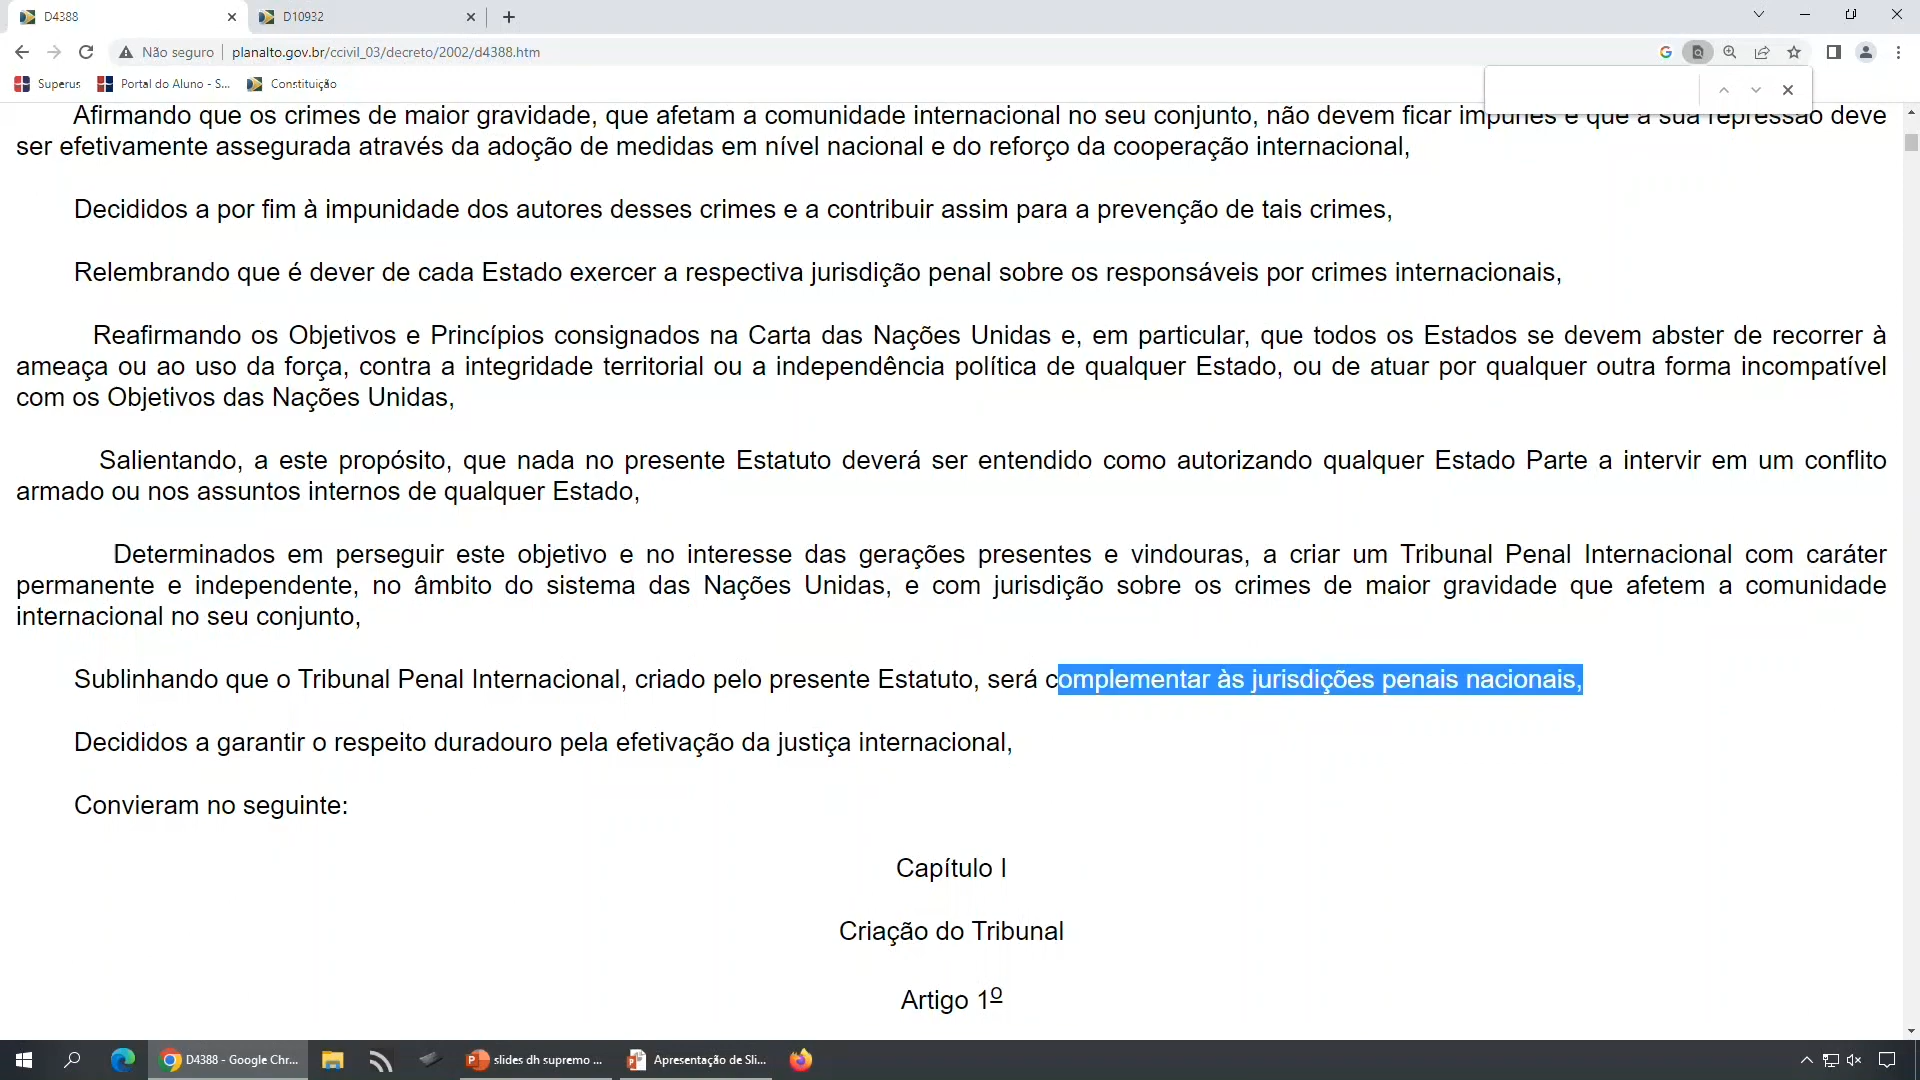 D4388
D10932
Não seguro
planalto.gov.br/ccivil_03/decreto/2002/d4388.htm
Superus
Portal do Aluno - S...
Constituição
Afirmando que os crimes de maior gravidade, que afetam a comunidade internacional no seu conjunto, não devem ficar impunes e que a sua repressão deve
ser efetivamente assegurada através da adoção de medidas em nível nacional e do reforço da cooperação internacional,
Decididos a por fim à impunidade dos autores desses crimes e a contribuir assim para a prevenção de tais crimes,
Relembrando que é dever de cada Estado exercer a respectiva jurisdição penal sobre os responsáveis por crimes internacionais,
Reafirmando os Objetivos e Princípios consignados na Carta das Nações Unidas e, em particular, que todos os Estados se devem abster de recorrer à
ameaça ou ao uso da força, contra a integridade territorial ou a independência política de qualquer Estado, ou de atuar por qualquer outra forma incompatível
com os Objetivos das Nações Unidas,
Salientando, a este propósito, que nada no presente Estatuto deverá ser entendido como autorizando qualquer Estado Parte a intervir em um conflito
armado ou nos assuntos internos de qualquer Estado,
Determinados em perseguir este objetivo e no interesse das gerações presentes e vindouras, a criar um Tribunal Penal Internacional com caráter
permanente e independente, no âmbito do sistema das Nações Unidas, e com jurisdição sobre os crimes de maior gravidade que afetem a comunidade
internacional no seu conjunto,
Sublinhando que o Tribunal Penal Internacional, criado pelo presente Estatuto, será complementar às jurisdições penais nacionais,
Decididos a garantir o respeito duradouro pela efetivação da justiça internacional,
Convieram no seguinte:
Capítulo I
Criação do Tribunal
Artigo 1º
D4388 - Google Chr...
slides dh supremo ...
Apresentação de Sli...